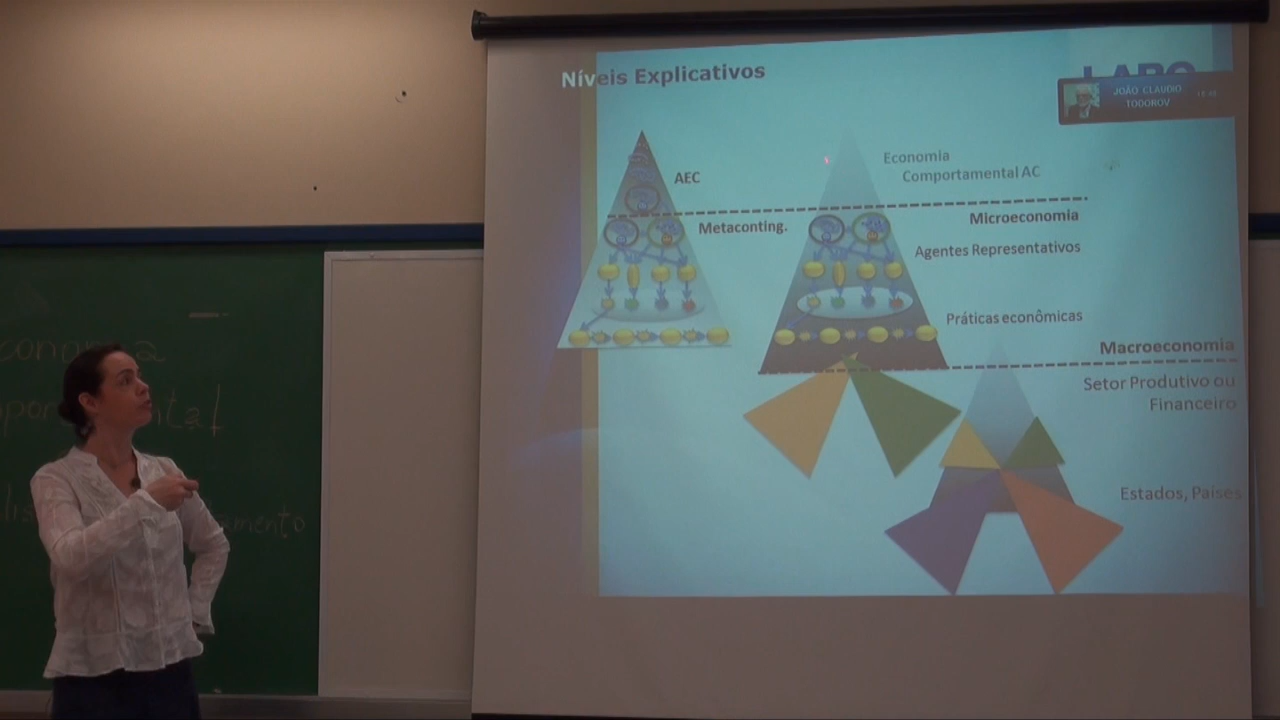 Níveis Explicativos
LABO
JOÃO CLAUDIO
TODOROV
Economia
Comportamental AC
AEC
Microeconomia
Metaconting.
Agentes Representativos
Práticas econômicas
Macroeconomia
Setor Produtivo ou
Financeiro
Estados, Países